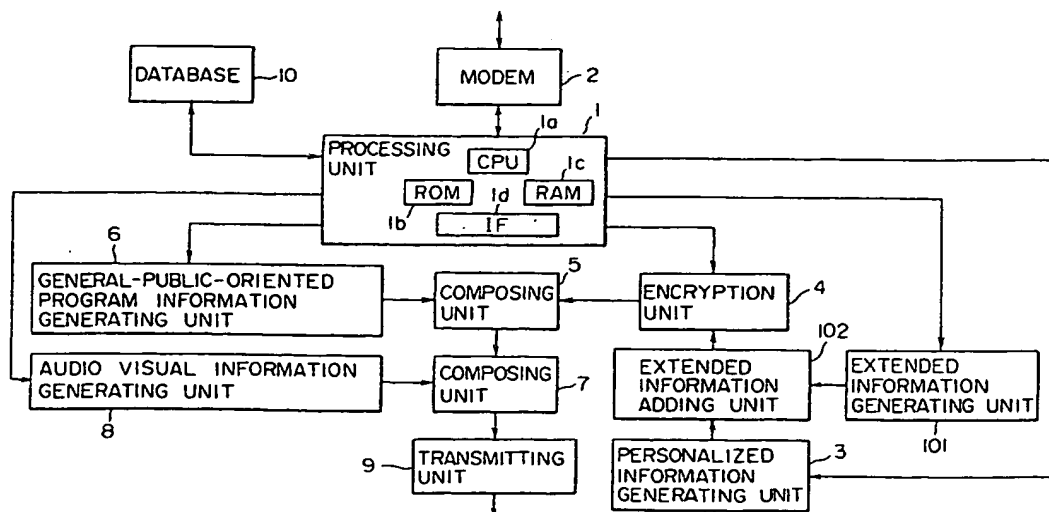 DATABASE
10
MODEM
2
1
PROCESSING
UNIT
1a
CPU
1c
ROM
RAM
1b
1d
IF
6
GENERAL-PUBLIC-ORIENTED
PROGRAM INFORMATION
GENERATING UNIT
5
COMPOSING
UNIT
ENCRYPTION
UNIT
4
102
AUDIO VISUAL INFORMATION
GENERATING UNIT
8
COMPOSING
UNIT
7
EXTENDED
INFORMATION
ADDING UNIT
EXTENDED
INFORMATION
GENERATING UNIT
101
9
TRANSMITTING
UNIT
PERSONALIZED
INFORMATION
GENERATING UNIT
3